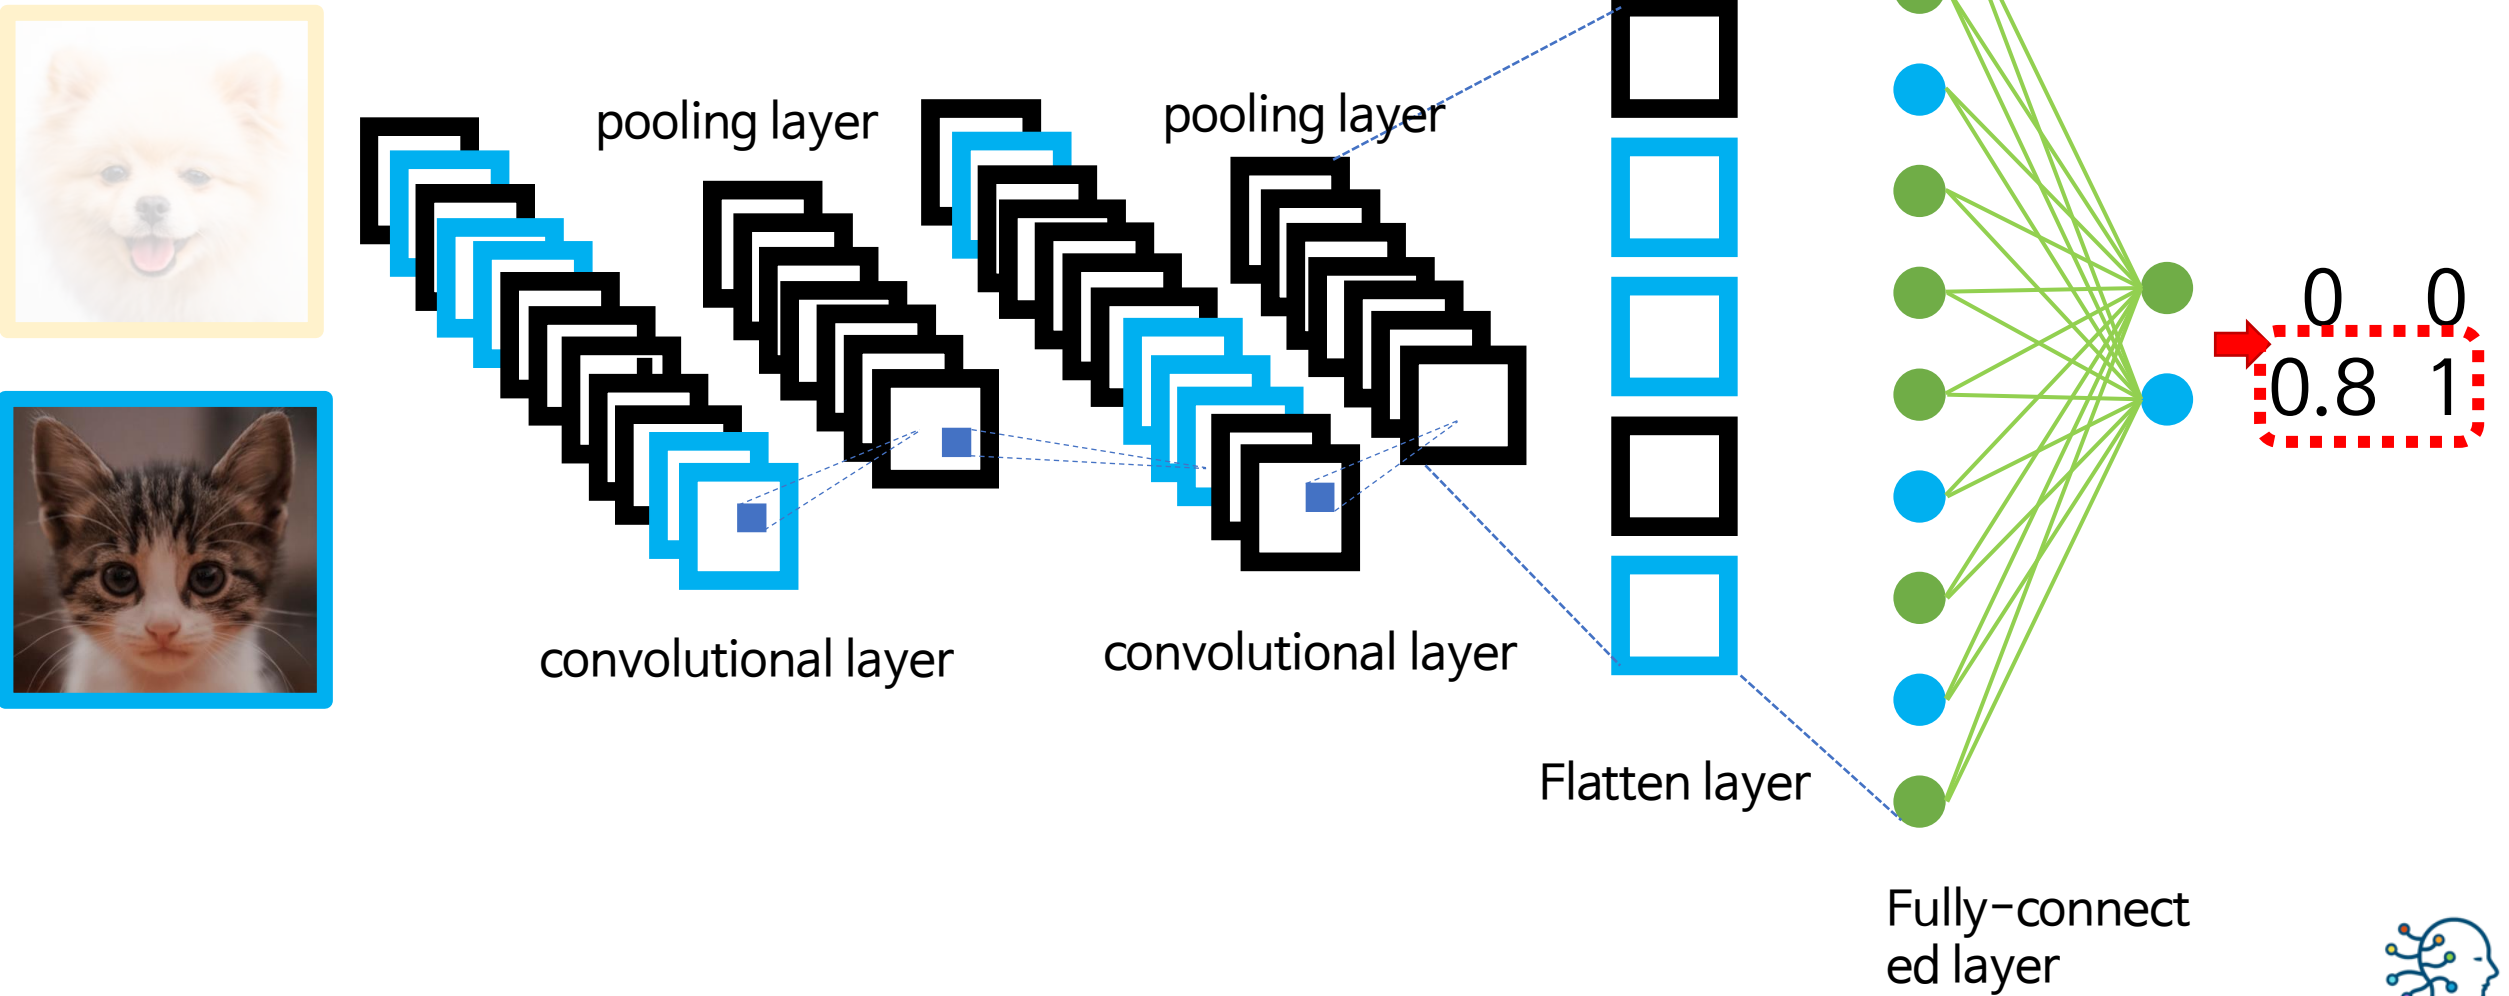 pooling layer
pooling layer
convolutional layer
convolutional layer
Flatten layer
Fully-connect
ed layer
0 0
0.8 1